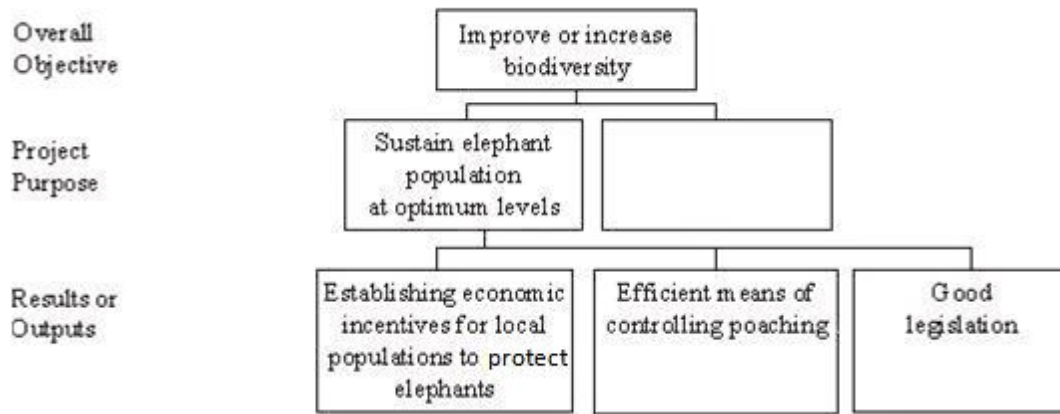 Overall
Objective
Improve or increase
biodiversity
Project
Purpose
Sustain elephant
population
at optimum levels
Results or
Outputs
Establishing economic
incentives for local
populations to protect
elephants
Efficient means of
controlling poaching
Good
legislation